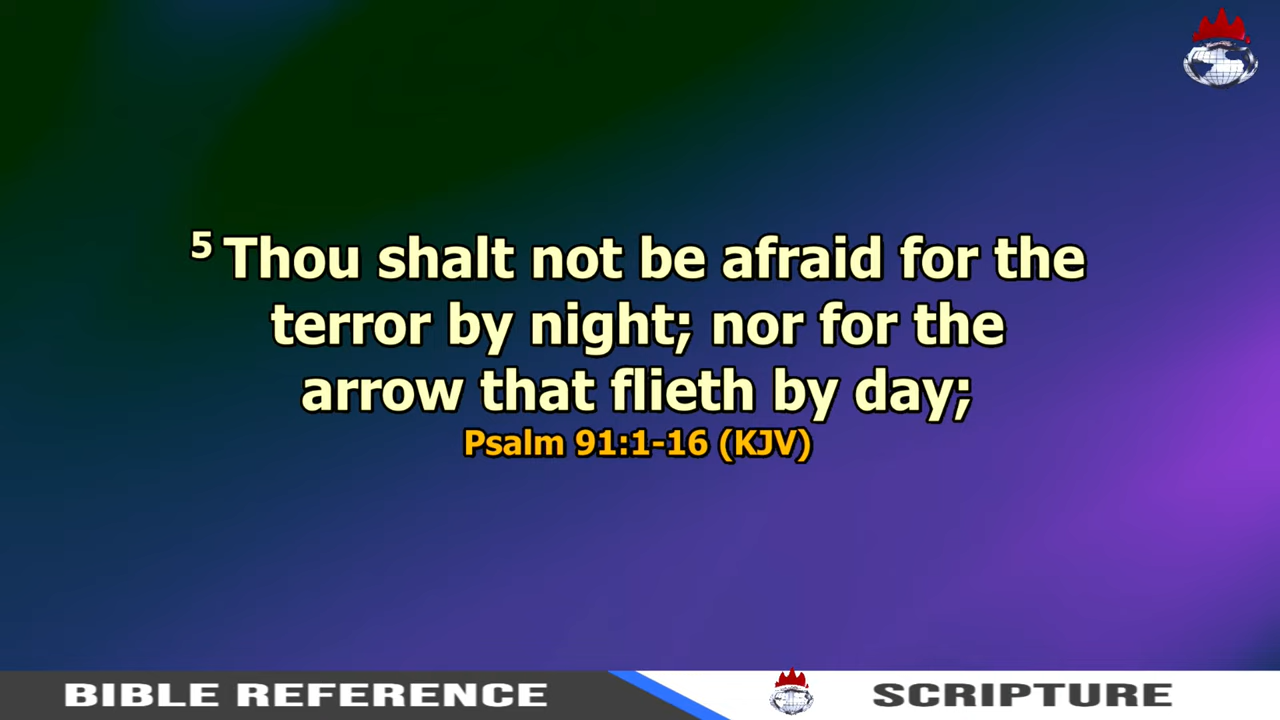 5 Thou shalt not be afraid for the
terror by night; nor for the
arrow that flieth by day;
Psalm 91:1-16 (KJV)
BIBLE REFERENCE
SCRIPTURE